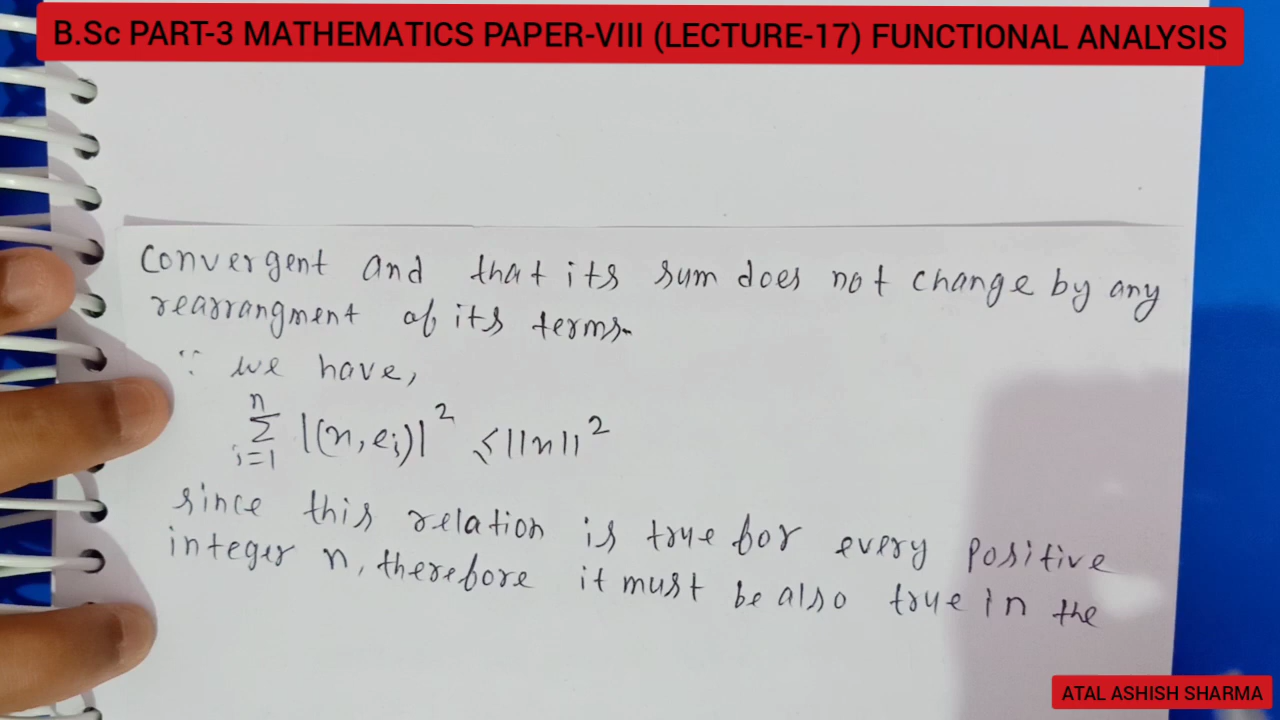 B.Sc PART-3 MATHEMATICS PAPER-VIII (LECTURE-17) FUNCTIONAL ANALYSIS
convergent and that its sum does not change by any
rearrangment of its terms.
∵ we have,
n
∑ |(x, ei)|² ≤ ||x||²
i=1
since this relation is true for every positive
integer n, therefore it must be also true in the
ATAL ASHISH SHARMA